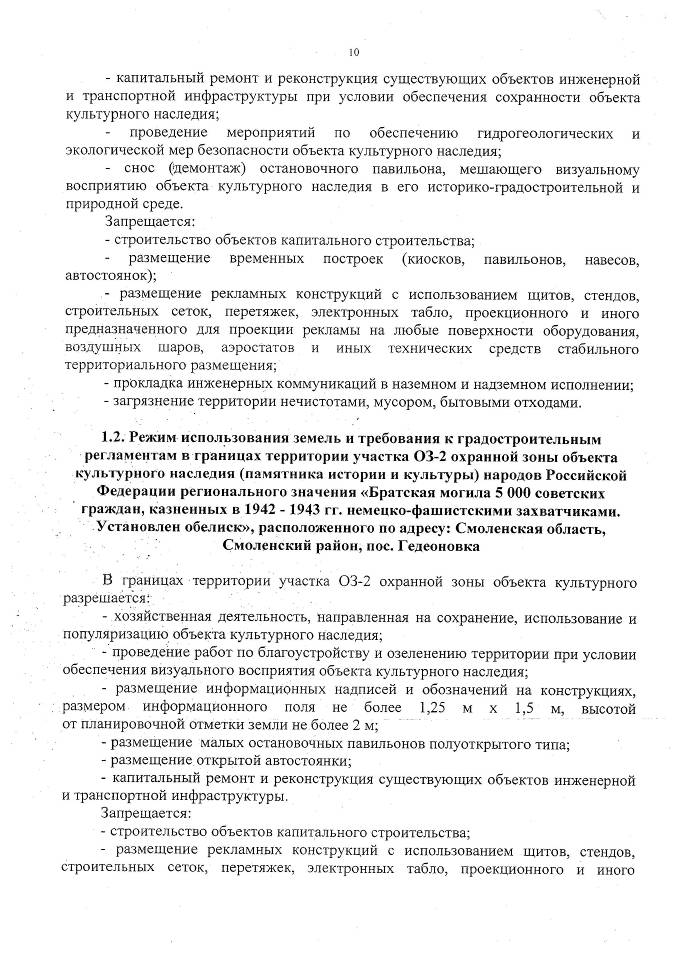 10
- капитальный ремонт и реконструкция существующих объектов инженерной
и транспортной инфраструктуры при условии обеспечения сохранности объекта
культурного наследия;
- проведение мероприятий по обеспечению гидрогеологических и
экологической мер безопасности объекта культурного наследия;
- снос (демонтаж) остановочного павильона, мешающего визуальному
восприятию объекта культурного наследия в его историко-градостроительной и
природной среде.
Запрещается:
- строительство объектов капитального строительства;
- размещение временных построек (киосков, павильонов, навесов,
автостоянок);
- размещение рекламных конструкций с использованием щитов, стендов,
строительных сеток, перетяжек, электронных табло, проекционного и иного
предназначенного для проекции рекламы на любые поверхности оборудования,
воздушных шаров, аэростатов и иных технических средств стабильного
территориального размещения;
- прокладка инженерных коммуникаций в наземном и надземном исполнении;
- загрязнение территории нечистотами, мусором, бытовыми отходами.
1.2. Режим использования земель и требования к градостроительным
регламентам в границах территории участка ОЗ-2 охранной зоны объекта
культурного наследия (памятника истории и культуры) народов Российской
Федерации регионального значения «Братская могила 5 000 советских
граждан, казненных в 1942 - 1943 гг. немецко-фашистскими захватчиками.
Установлен обелиск», расположенного по адресу: Смоленская область,
Смоленский район, пос. Гедеоновка
В границах территории участка ОЗ-2 охранной зоны объекта культурного
разрешается:
- хозяйственная деятельность, направленная на сохранение, использование и
популяризацию объекта культурного наследия;
- проведение работ по благоустройству и озеленению территории при условии
обеспечения визуального восприятия объекта культурного наследия;
- размещение информационных надписей и обозначений на конструкциях,
размером информационного поля не более 1,25 м х 1,5 м, высотой
от планировочной отметки земли не более 2 м;
- размещение малых остановочных павильонов полуоткрытого типа;
- размещение открытой автостоянки;
- капитальный ремонт и реконструкция существующих объектов инженерной
и транспортной инфраструктуры.
Запрещается:
- строительство объектов капитального строительства;
- размещение рекламных конструкций с использованием щитов, стендов,
строительных сеток, перетяжек, электронных табло, проекционного и иного